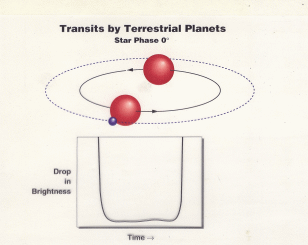 Transits by Terrestrial Planets
Star Phase 0°
Drop
in
Brightness
Time →